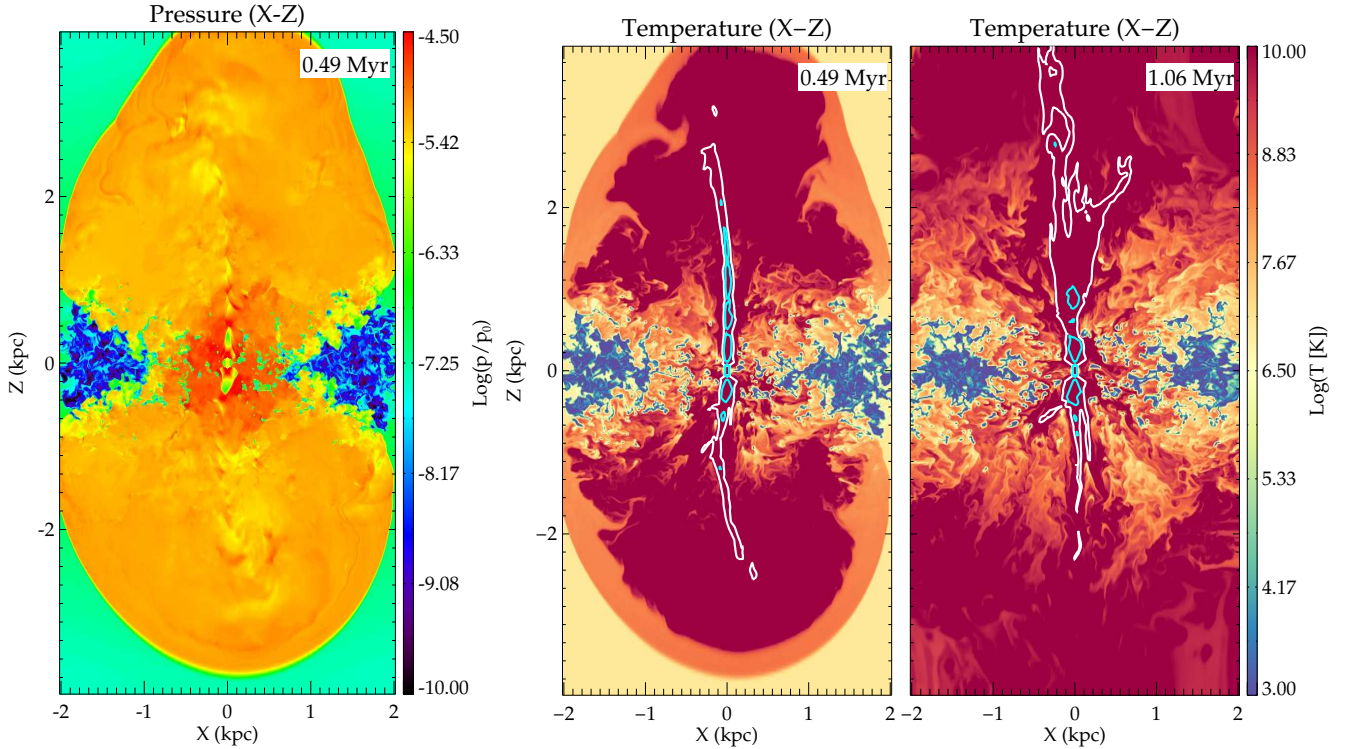 Pressure (X-Z)
0.49 Myr
2
0
-2
Z (kpc)
-2 -1 0 1 2
X (kpc)
-4.50
-5.42
-6.33
-7.25
-8.17
-9.08
-10.00
Log(p/p₀)
Temperature (X−Z)
0.49 Myr
2
0
−2
Z (kpc)
−2 −1 0 1 2
X (kpc)
Temperature (X−Z)
1.06 Myr
−2 −1 0 1 2
X (kpc)
10.00
8.83
7.67
6.50
5.33
4.17
3.00
Log(T [K])